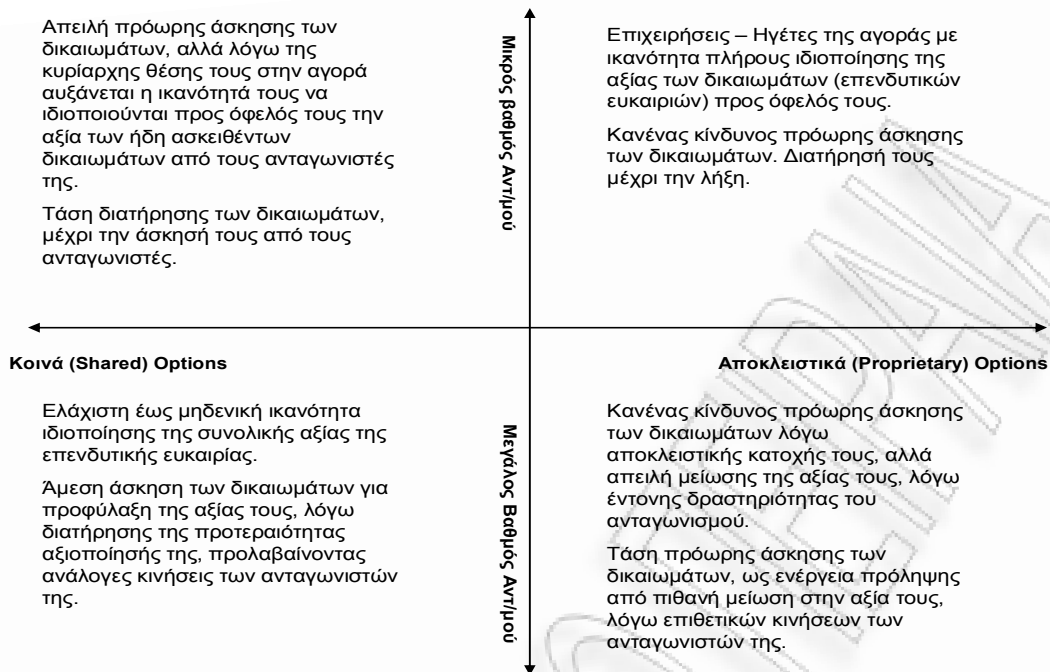 Απειλή πρόωρης άσκησης των
δικαιωμάτων, αλλά λόγω της
κυρίαρχης θέσης τους στην αγορά
αυξάνεται η ικανότητά τους να
ιδιοποιούνται προς όφελός τους την
αξία των ήδη ασκειθέντων
δικαιωμάτων από τους ανταγωνιστές
της.
Τάση διατήρησης των δικαιωμάτων,
μέχρι την άσκησή τους από τους
ανταγωνιστές.
Μικρός βαθμός Αντ/μού
Επιχειρήσεις – Ηγέτες της αγοράς με
ικανότητα πλήρους ιδιοποίησης της
αξίας των δικαιωμάτων (επενδυτικών
ευκαιριών) προς όφελός τους.
Κανένας κίνδυνος πρόωρης άσκησης
των δικαιωμάτων. Διατήρησή τους
μέχρι την λήξη.
Κοινά (Shared) Options
Αποκλειστικά (Proprietary) Options
Ελάχιστη έως μηδενική ικανότητα
ιδιοποίησης της συνολικής αξίας της
επενδυτικής ευκαιρίας.
Άμεση άσκηση των δικαιωμάτων για
προφύλαξη της αξίας τους, λόγω
διατήρησης της προτεραιότητας
αξιοποίησής της, προλαβαίνοντας
ανάλογες κινήσεις των ανταγωνιστών
της.
Μεγάλος Βαθμός Αντ/μού
Κανένας κίνδυνος πρόωρης άσκησης
των δικαιωμάτων λόγω
αποκλειστικής κατοχής τους, αλλά
απειλή μείωσης της αξίας τους, λόγω
έντονης δραστηριότητας του
ανταγωνισμού.
Τάση πρόωρης άσκησης των
δικαιωμάτων, ως ενέργεια πρόληψης
από πιθανή μείωση στην αξία τους,
λόγω επιθετικών κινήσεων των
ανταγωνιστών της.